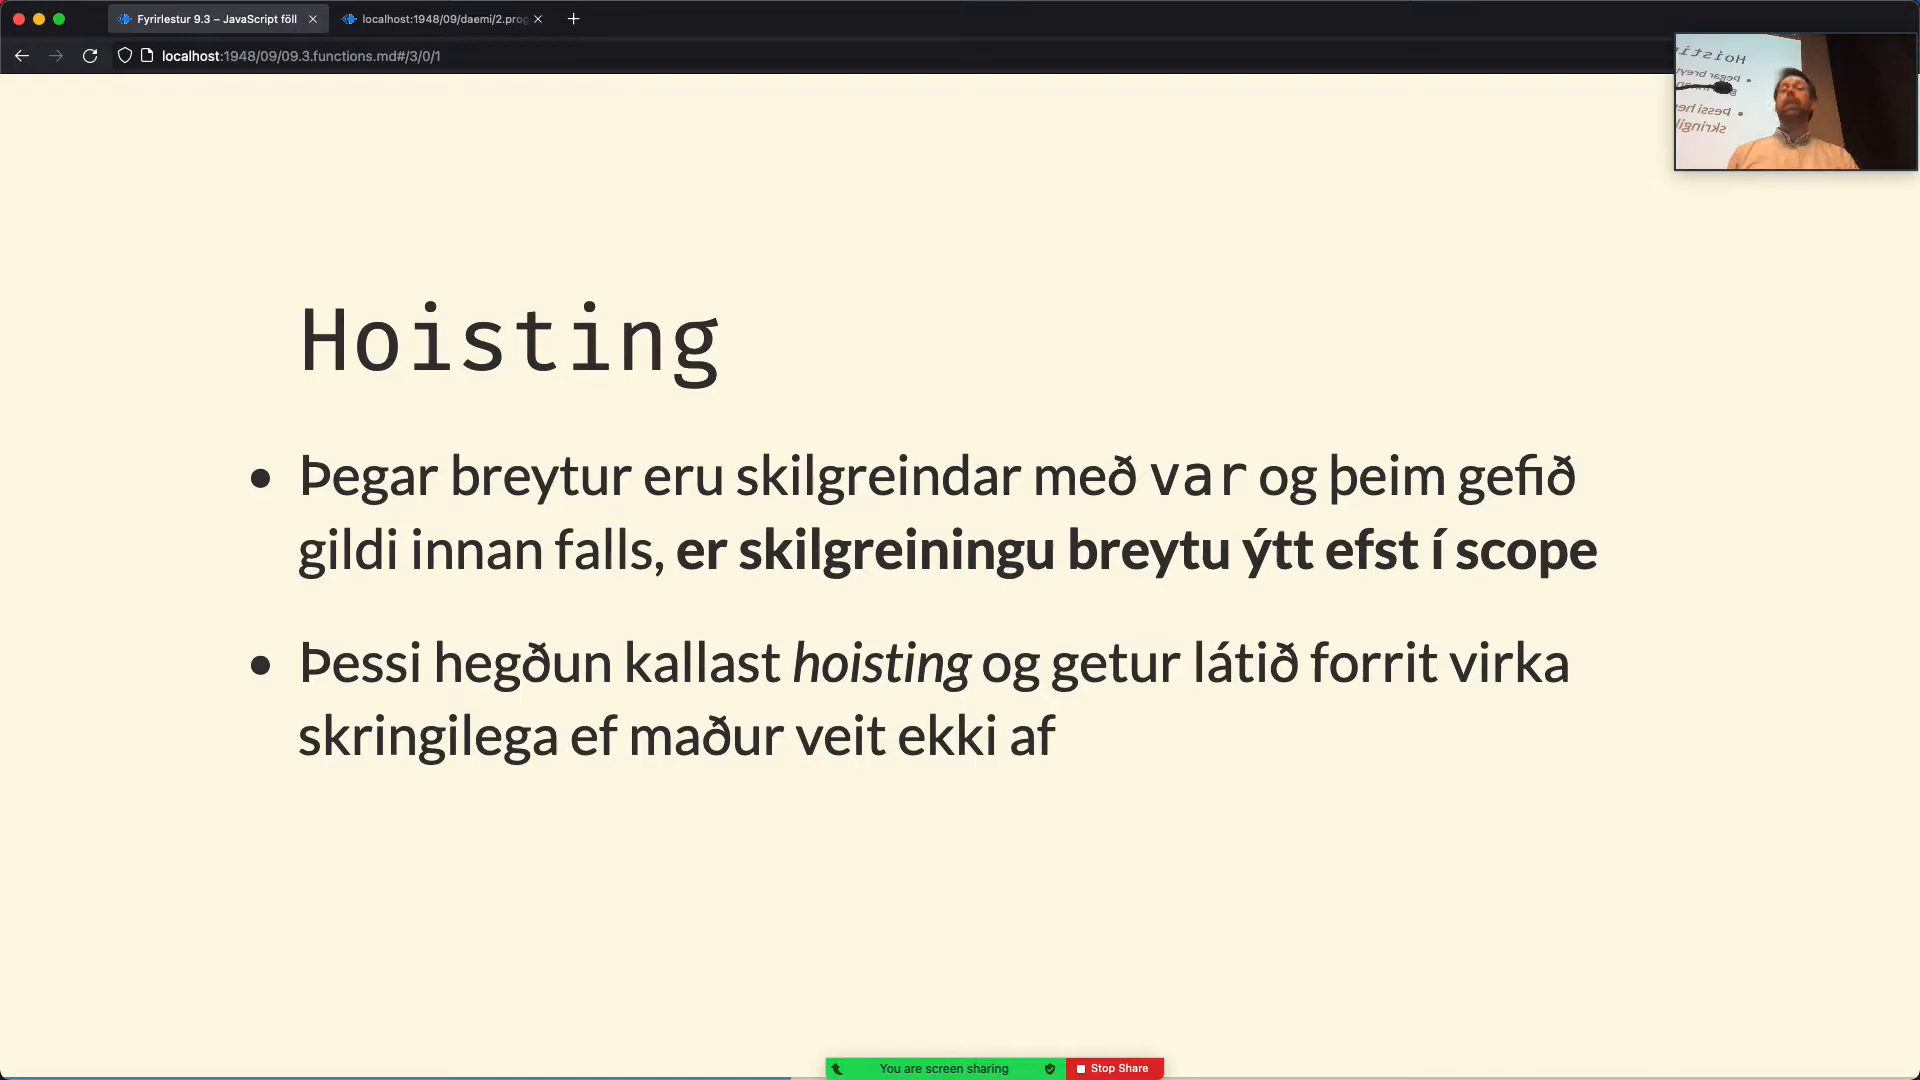 Fyrirlestur 9.3 – JavaScript föll
localhost:1948/09/daemi/2.prog
localhost:1948/09/09.3.functions.md#/3/0/1
Hoisting
Þegar breytur eru skilgreindar með var og þeim gefið
gildi innan falls, er skilgreiningu breytu ýtt efst í scope
Þessi hegðun kallast hoisting og getur látið forrit virka
skringilega ef maður veit ekki af
You are screen sharing
Stop Share